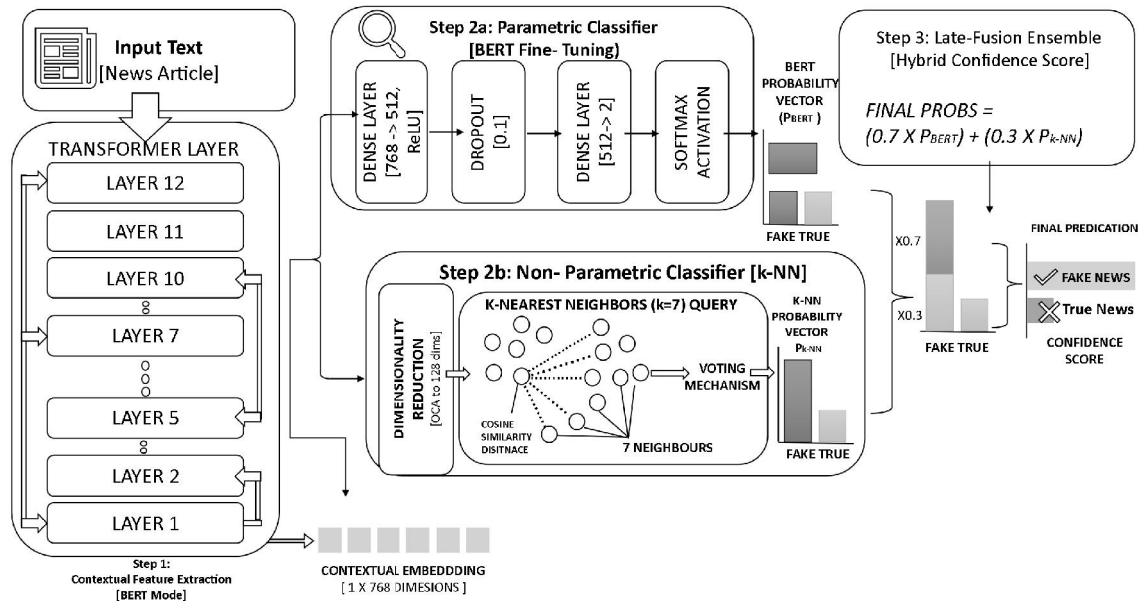 Input Text
[News Article]
TRANSFORMER LAYER
LAYER 12
LAYER 11
LAYER 10
LAYER 7
LAYER 5
LAYER 2
LAYER 1
Step 1:
Contextual Feature Extraction
[BERT Mode]
Step 2a: Parametric Classifier
[BERT Fine- Tuning)
DENSE LAYER
[768 -> 512,
ReLU]
DROPOUT
[0.1]
DENSE LAYER
[512-> 2]
SOFTMAX
ACTIVATION
BERT
PROBABILITY
VECTOR
(PBERT )
FAKE TRUE
Step 2b: Non- Parametric Classifier [k-NN]
DIMENSIONALITY
REDUCTION
[OCA to 128 dims]
K-NEAREST NEIGHBORS (k=7) QUERY
COSINE
SIMILARITY
DISITNACE
7 NEIGHBOURS
VOTING
MECHANISM
K-NN
PROBABILITY
VECTOR
Pk-NN
FAKE TRUE
CONTEXTUAL EMBEDDDING
[ 1 X 768 DIMESIONS ]
Step 3: Late-Fusion Ensemble
[Hybrid Confidence Score]
FINAL PROBS =
(0.7 X PBERT) + (0.3 X Pk-NN)
X0.7
X0.3
FAKE TRUE
FINAL PREDICATION
FAKE NEWS
True News
CONFIDENCE
SCORE